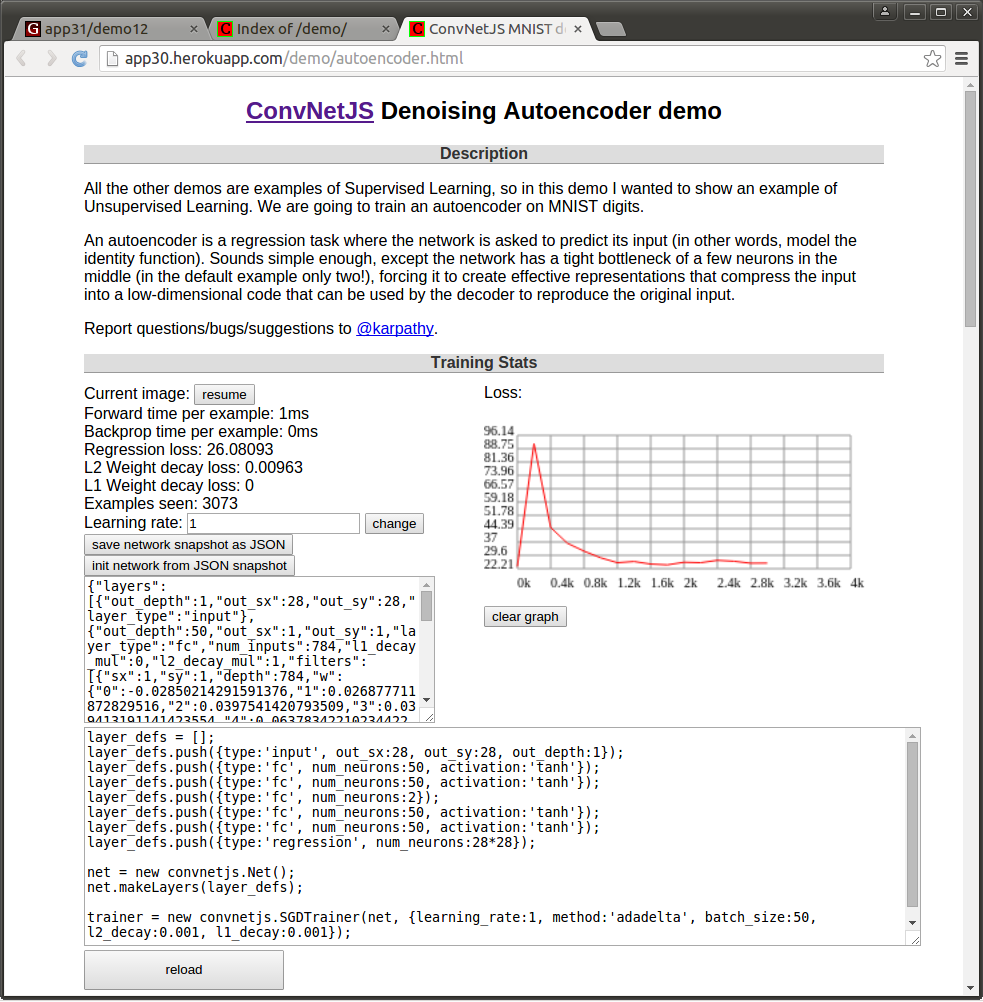 app31/demo12
Index of /demo/
ConvNetJS MNIST d
app30.herokuapp.com/demo/autoencoder.html
ConvNetJS Denoising Autoencoder demo
Description
All the other demos are examples of Supervised Learning, so in this demo I wanted to show an example of
Unsupervised Learning. We are going to train an autoencoder on MNIST digits.
An autoencoder is a regression task where the network is asked to predict its input (in other words, model the
identity function). Sounds simple enough, except the network has a tight bottleneck of a few neurons in the
middle (in the default example only two!), forcing it to create effective representations that compress the input
into a low-dimensional code that can be used by the decoder to reproduce the original input.
Report questions/bugs/suggestions to @karpathy.
Training Stats
Current image: resume
Forward time per example: 1ms
Backprop time per example: 0ms
Regression loss: 26.08093
L2 Weight decay loss: 0.00963
L1 Weight decay loss: 0
Examples seen: 3073
Learning rate: 1 change
save network snapshot as JSON
init network from JSON snapshot
{"layers":
[{"out_depth":1,"out_sx":28,"out_sy":28,"
layer_type":"input"},
{"out_depth":50,"out_sx":1,"out_sy":1,"la
yer_type":"fc","num_inputs":784,"l1_decay
_mul":0,"l2_decay_mul":1,"filters":
[{"sx":1,"sy":1,"depth":784,"w":
{"0":-0.02850214291591376,"1":0.026877711
872829516,"2":0.0397541420793509,"3":0.03
9413191141423554,"4":0.06378342210234422
Loss:
96.14
88.75
81.36
73.96
66.57
59.18
51.78
44.39
37
29.6
22.21
0k 0.4k 0.8k 1.2k 1.6k 2k 2.4k 2.8k 3.2k 3.6k 4k
clear graph
layer_defs = [];
layer_defs.push({type:'input', out_sx:28, out_sy:28, out_depth:1});
layer_defs.push({type:'fc', num_neurons:50, activation:'tanh'});
layer_defs.push({type:'fc', num_neurons:50, activation:'tanh'});
layer_defs.push({type:'fc', num_neurons:2});
layer_defs.push({type:'fc', num_neurons:50, activation:'tanh'});
layer_defs.push({type:'fc', num_neurons:50, activation:'tanh'});
layer_defs.push({type:'regression', num_neurons:28*28});
net = new convnetjs.Net();
net.makeLayers(layer_defs);
trainer = new convnetjs.SGDTrainer(net, {learning_rate:1, method:'adadelta', batch_size:50,
l2_decay:0.001, l1_decay:0.001});
reload